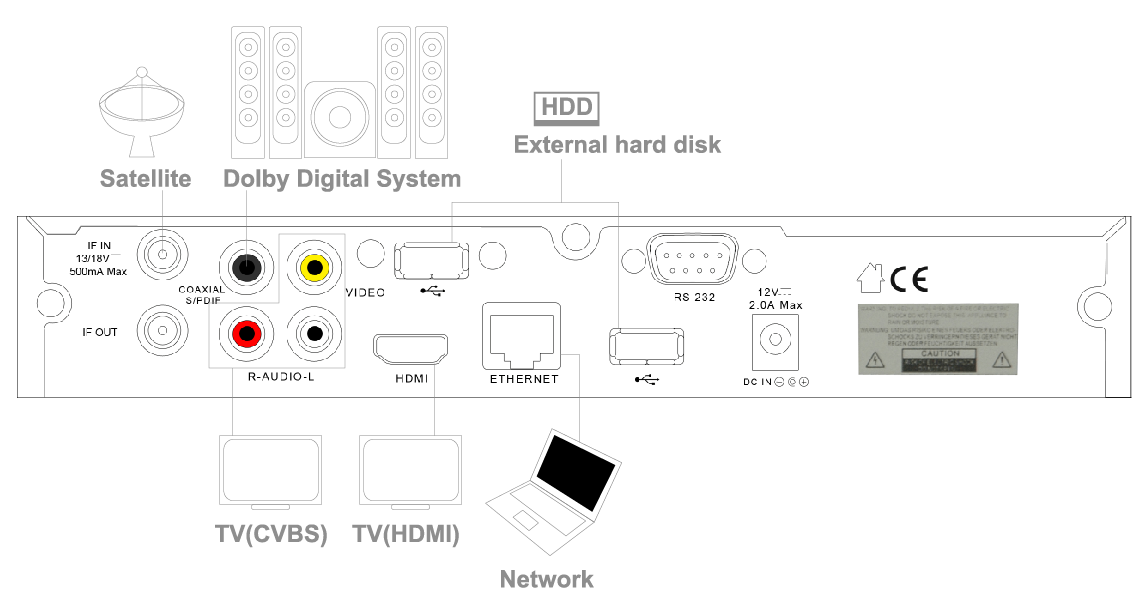 HDD
External hard disk
Satellite
Dolby Digital System
IF IN
13/18V
500mA Max
COAXIAL
S/PDIF
VIDEO
RS 232
12V
2.0A Max
CE
IF OUT
R-AUDIO-L
HDMI
ETHERNET
DC IN
CAUTION
TV(CVBS)
TV(HDMI)
Network